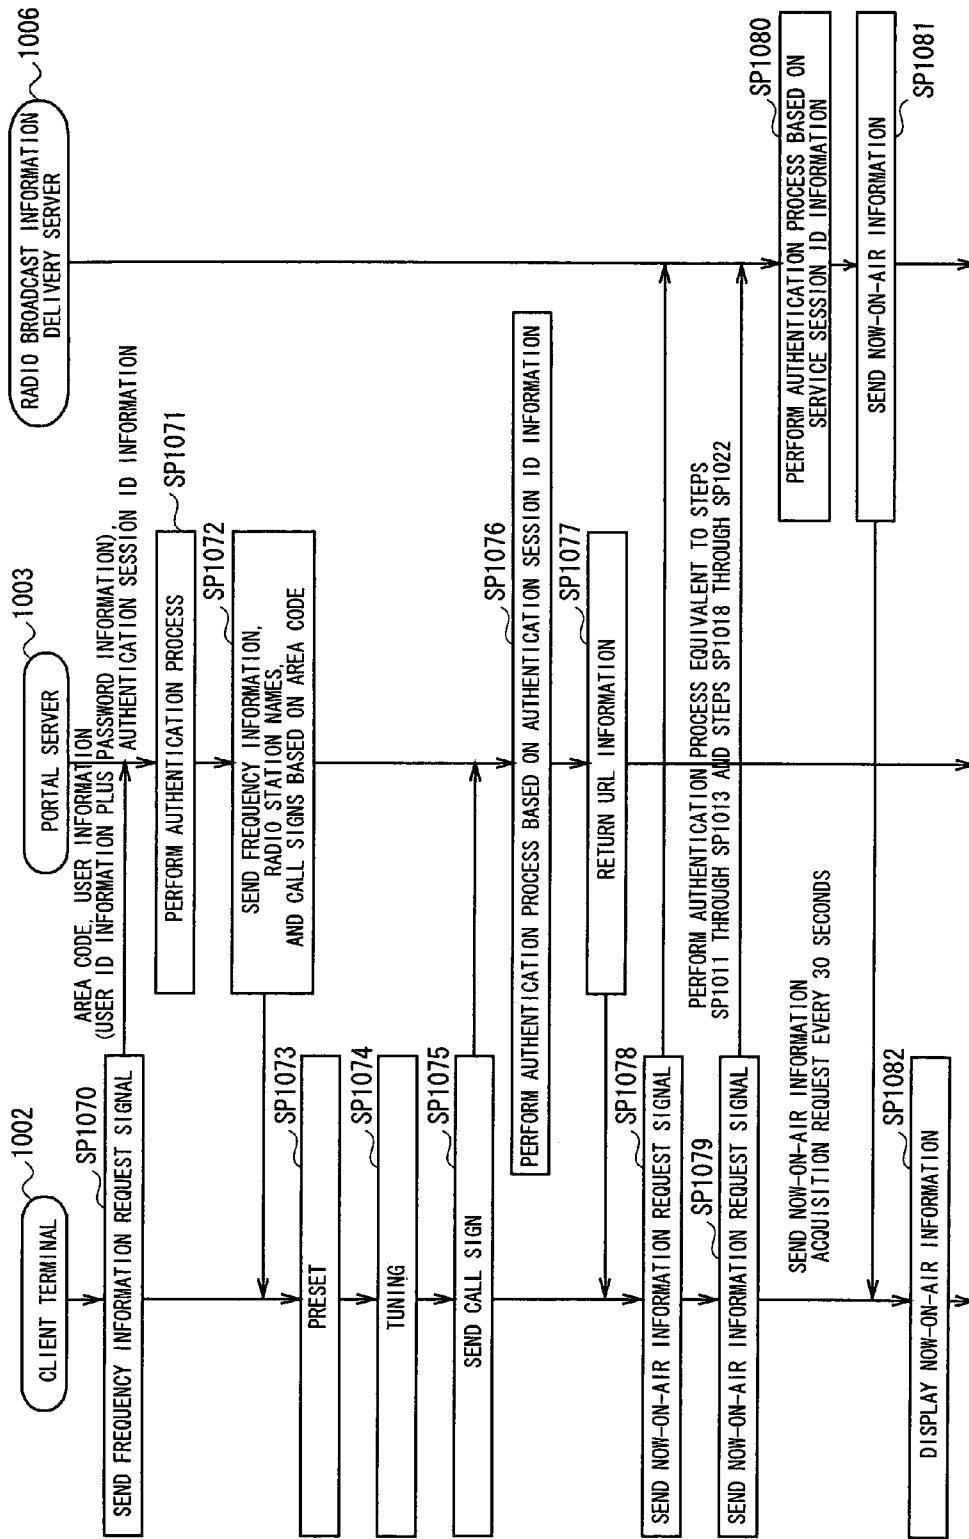 CLIENT TERMINAL
1002
PORTAL SERVER
1003
RADIO BROADCAST INFORMATION
DELIVERY SERVER
1006
SP1070
SEND FREQUENCY INFORMATION REQUEST SIGNAL
AREA CODE, USER INFORMATION
(USER ID INFORMATION PLUS PASSWORD INFORMATION),
AUTHENTICATION SESSION ID INFORMATION
SP1071
PERFORM AUTHENTICATION PROCESS
SP1072
SEND FREQUENCY INFORMATION,
RADIO STATION NAMES,
AND CALL SIGNS BASED ON AREA CODE
SP1073
PRESET
SP1074
TUNING
SP1075
SEND CALL SIGN
SP1076
PERFORM AUTHENTICATION PROCESS BASED ON AUTHENTICATION SESSION ID INFORMATION
SP1077
RETURN URL INFORMATION
SP1078
SEND NOW-ON-AIR INFORMATION REQUEST SIGNAL
PERFORM AUTHENTICATION PROCESS EQUIVALENT TO STEPS
SP1011 THROUGH SP1013 AND STEPS SP1018 THROUGH SP1022
SP1079
SEND NOW-ON-AIR INFORMATION REQUEST SIGNAL
SP1080
PERFORM AUTHENTICATION PROCESS BASED ON
SERVICE SESSION ID INFORMATION
SEND NOW-ON-AIR INFORMATION
ACQUISITION REQUEST EVERY 30 SECONDS
SP1081
SEND NOW-ON-AIR INFORMATION
SP1082
DISPLAY NOW-ON-AIR INFORMATION